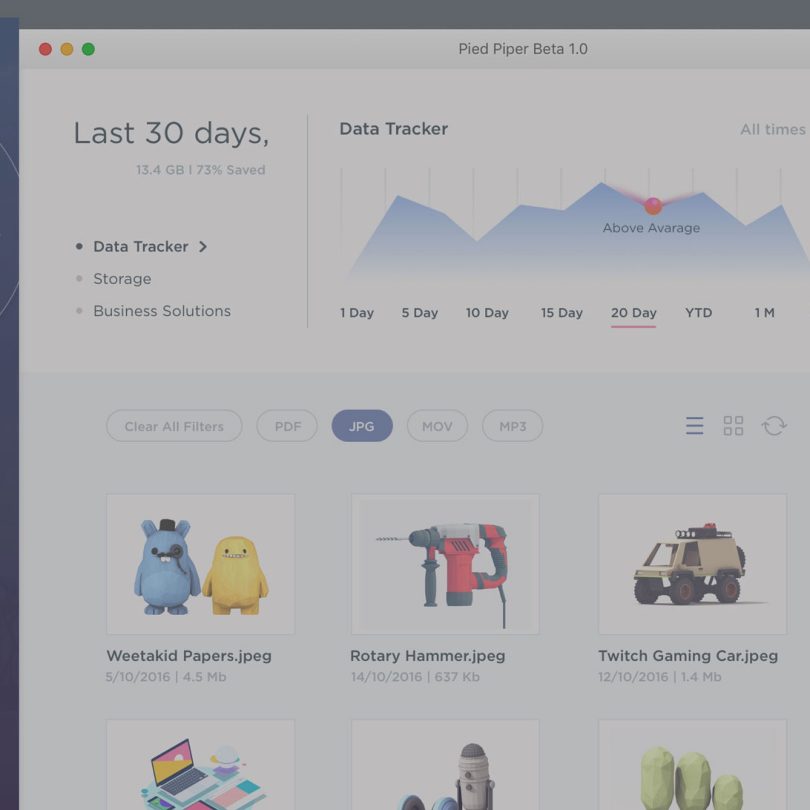 Pied Piper Beta 1.0
Last 30 days,
13.4 GB | 73% Saved
Data Tracker
Storage
Business Solutions
Data Tracker
All times
Above Avarage
1 Day
5 Day
10 Day
15 Day
20 Day
YTD
1 M
Clear All Filters
PDF
JPG
MOV
MP3
Weetakid Papers.jpeg
5/10/2016 | 4.5 Mb
Rotary Hammer.jpeg
14/10/2016 | 637 Kb
Twitch Gaming Car.jpeg
12/10/2016 | 1.4 Mb